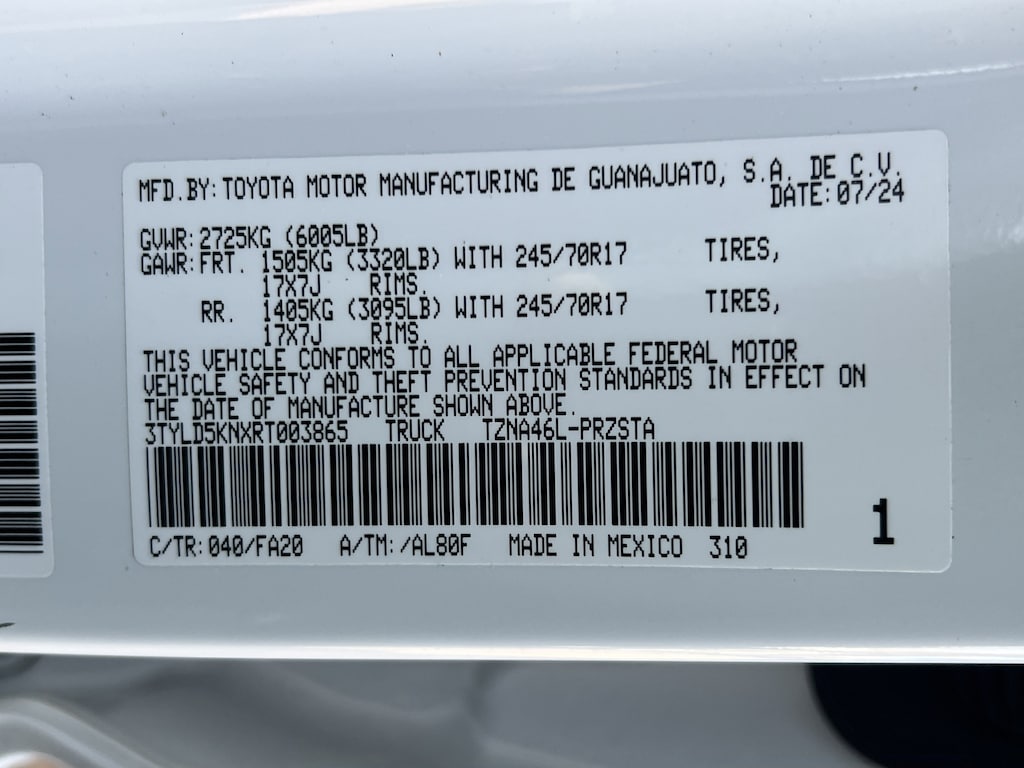 MFD.BY:TOYOTA MOTOR MANUFACTURING DE GUANAJUATO, S.A. DE C.V.
DATE:07/24
GVWR:2725KG (6005LB)
GAWR:FRT. 1505KG (3320LB) WITH 245/70R17 TIRES,
17X7J RIMS.
RR. 1405KG (3095LB) WITH 245/70R17 TIRES,
17X7J RIMS.
THIS VEHICLE CONFORMS TO ALL APPLICABLE FEDERAL MOTOR
VEHICLE SAFETY AND THEFT PREVENTION STANDARDS IN EFFECT ON
THE DATE OF MANUFACTURE SHOWN ABOVE.
3TYLD5KNXRT003865 TRUCK TZNA46L-PRZSTA
C/TR:040/FA20 A/TM:/AL80F MADE IN MEXICO 310
1